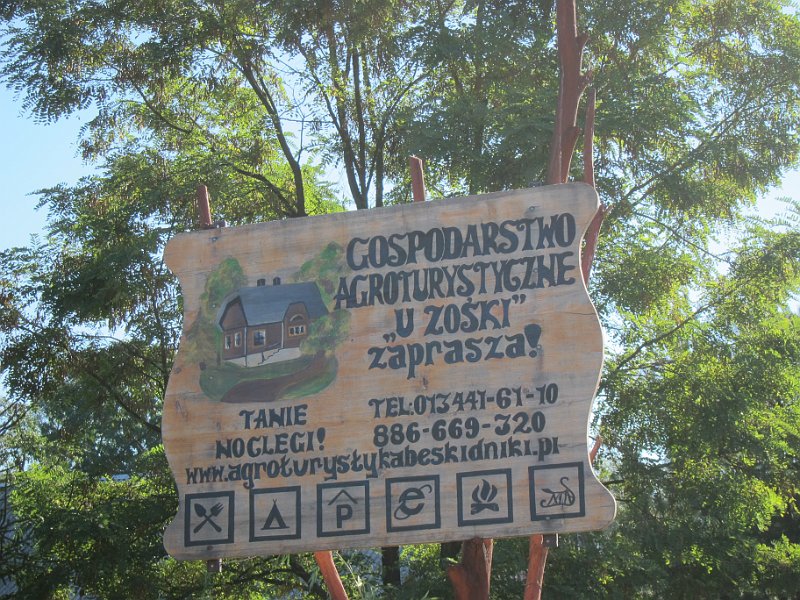 GOSPODARSTWO
AGROTURYSTYCZNE
"U ZOŚKI"
zaprasza!
TANIE
NOCLEGI!
TEL:013 441-61-10
886-669-320
www.agroturystykabeskidniki.pl
P
e